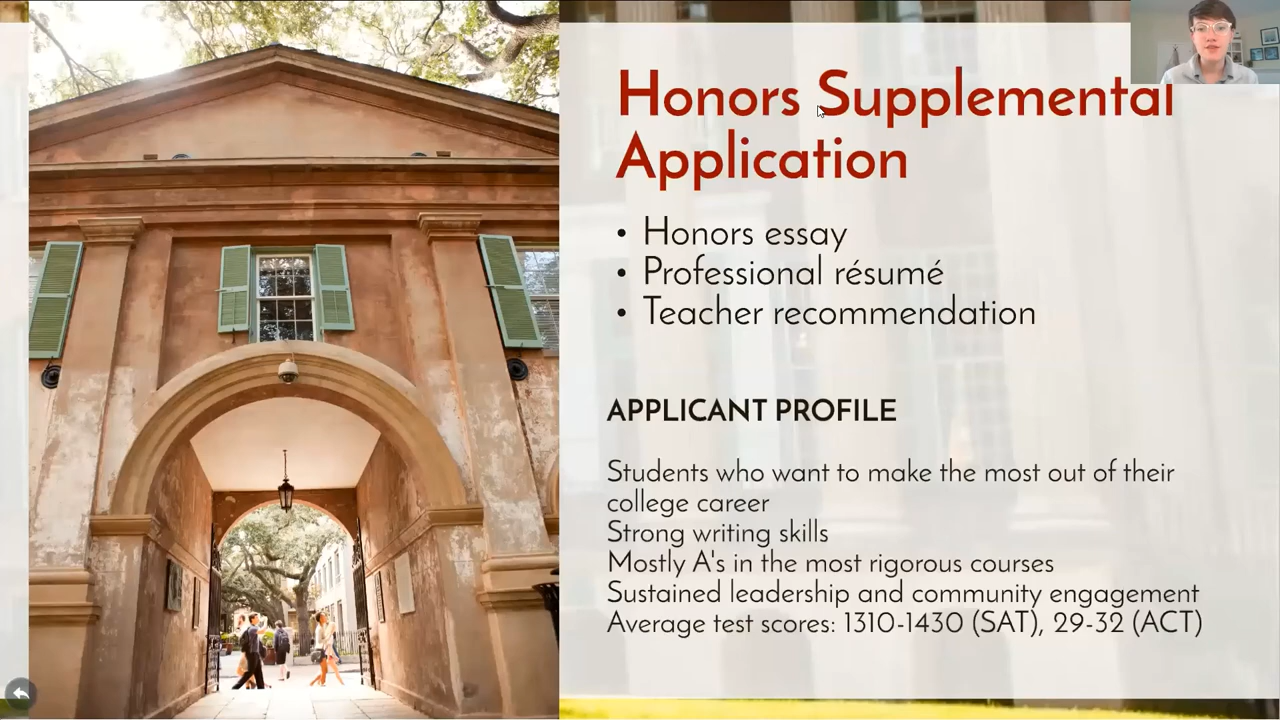 Honors Supplemental
Application
• Honors essay
• Professional résumé
• Teacher recommendation
APPLICANT PROFILE
Students who want to make the most out of their
college career
Strong writing skills
Mostly A's in the most rigorous courses
Sustained leadership and community engagement
Average test scores: 1310-1430 (SAT), 29-32 (ACT)